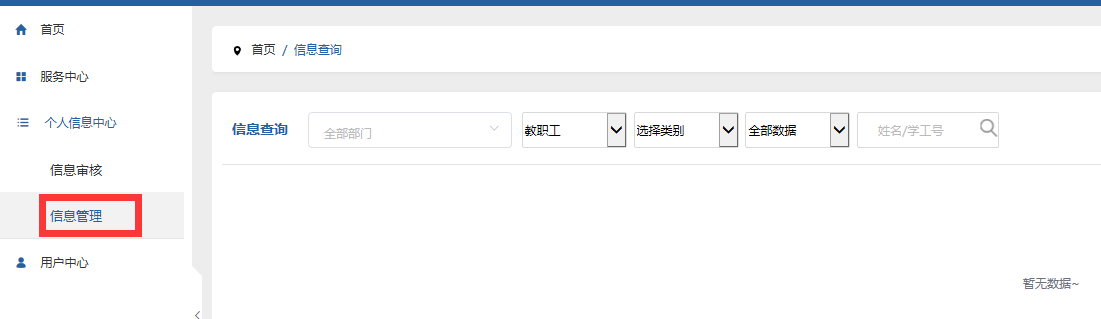 首页
服务中心
个人信息中心
信息审核
信息管理
用户中心
首页 / 信息查询
信息查询 全部部门 教职工 选择类别 全部数据 姓名/学工号
暂无数据~